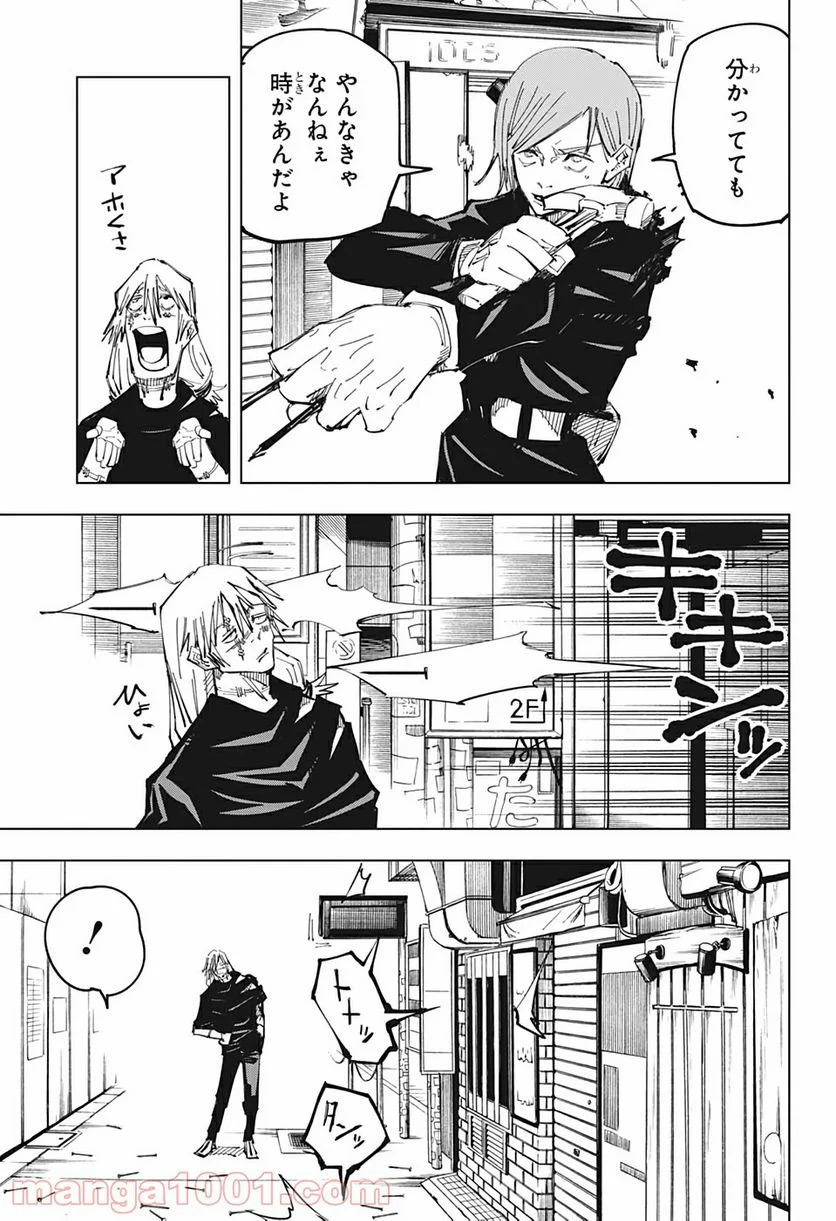 分かってても
やんなきゃ
なんねぇ
時があんだよ
IDCS
アホくさ
キキンッ
ひょい
2F
た
!
トトッ
タンッ
manga1001.com